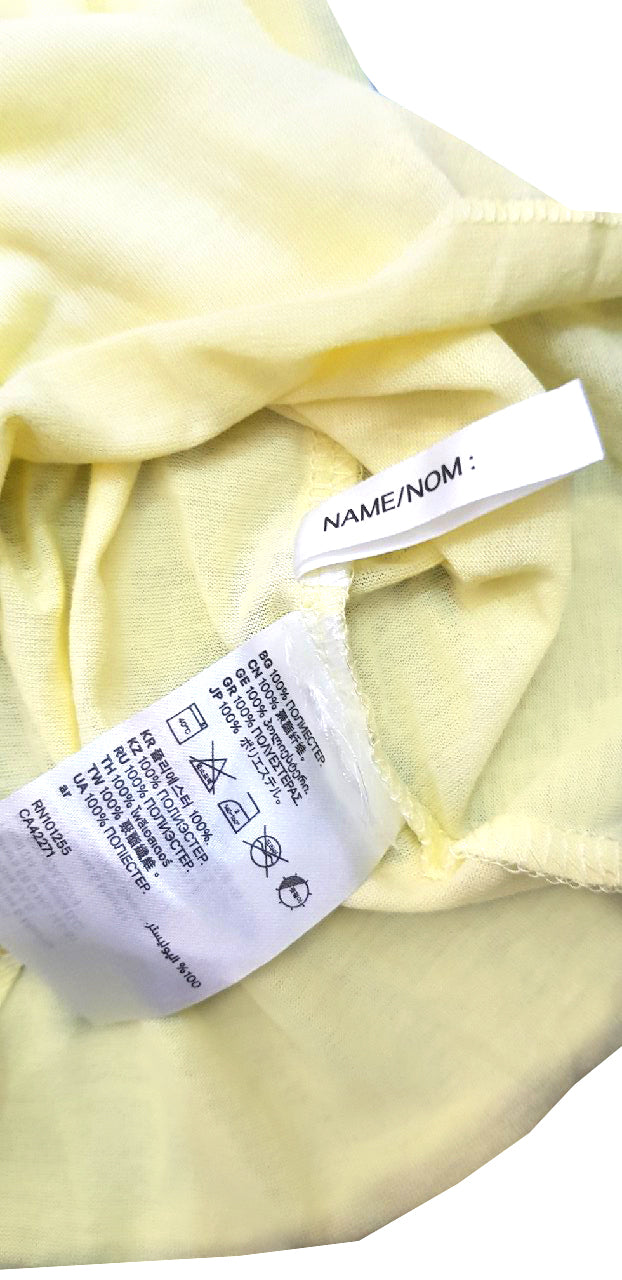 NAME/NOM :
BG 100% ПОЛИЕСТЕР.
CN 100% 聚酯纤维。
GE 100% პოლიესტერი.
GR 100% ΠΟΛΥΕΣΤΕΡΑΣ
JP 100% ポリエステル。
KR 폴리에스터 100%.
KZ 100% ПОЛИЭСТЕР.
RU 100% ПОЛИЭСТЕР.
TH 100% โพลีเอสเตอร์
TW 100% 聚酯纖維。
UA 100% ПОЛІЕСТЕР.
ar
100% البوليستر
RN101255
CA42271